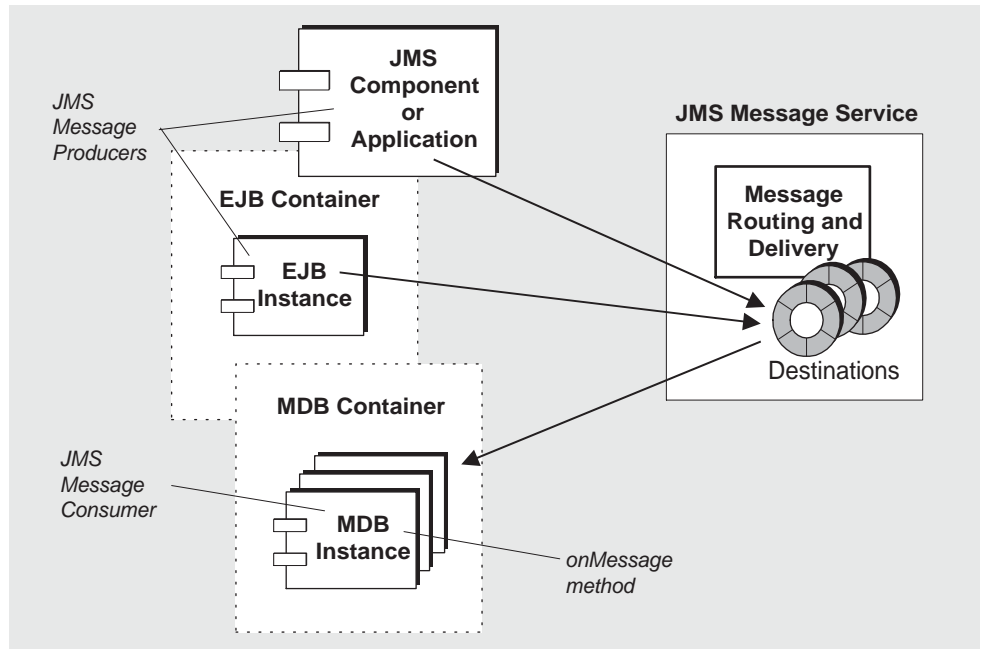 JMS
Component
or
Application
JMS
Message
Producers
JMS Message Service
Message
Routing and
Delivery
Destinations
EJB Container
EJB
Instance
MDB Container
JMS
Message
Consumer
MDB
Instance
onMessage
method